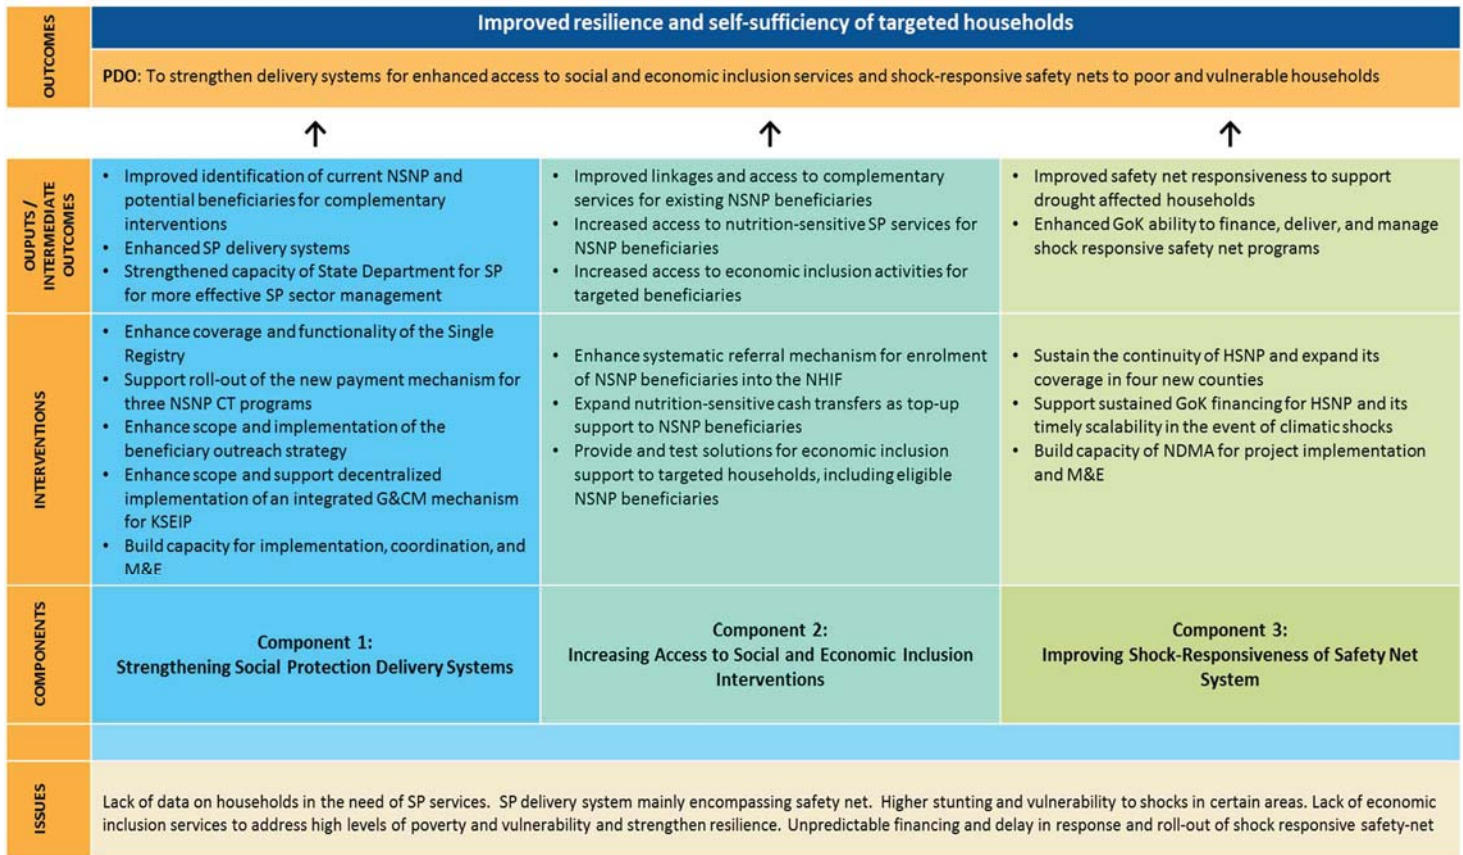 OUTCOMES
Improved resilience and self-sufficiency of targeted households
PDO: To strengthen delivery systems for enhanced access to social and economic inclusion services and shock-responsive safety nets to poor and vulnerable households
OUPUTS /
INTERMEDIATE
OUTCOMES
• Improved identification of current NSNP and
potential beneficiaries for complementary
interventions
• Enhanced SP delivery systems
• Strengthened capacity of State Department for SP
for more effective SP sector management
• Improved linkages and access to complementary
services for existing NSNP beneficiaries
• Increased access to nutrition-sensitive SP services for
NSNP beneficiaries
• Increased access to economic inclusion activities for
targeted beneficiaries
• Improved safety net responsiveness to support
drought affected households
• Enhanced GoK ability to finance, deliver, and manage
shock responsive safety net programs
INTERVENTIONS
• Enhance coverage and functionality of the Single
Registry
• Support roll-out of the new payment mechanism for
three NSNP CT programs
• Enhance scope and implementation of the
beneficiary outreach strategy
• Enhance scope and support decentralized
implementation of an integrated G&CM mechanism
for KSEIP
• Build capacity for implementation, coordination, and
M&E
• Enhance systematic referral mechanism for enrolment
of NSNP beneficiaries into the NHIF
• Expand nutrition-sensitive cash transfers as top-up
support to NSNP beneficiaries
• Provide and test solutions for economic inclusion
support to targeted households, including eligible
NSNP beneficiaries
• Sustain the continuity of HSNP and expand its
coverage in four new counties
• Support sustained GoK financing for HSNP and its
timely scalability in the event of climatic shocks
• Build capacity of NDMA for project implementation
and M&E
COMPONENTS
Component 1:
Strengthening Social Protection Delivery Systems
Component 2:
Increasing Access to Social and Economic Inclusion
Interventions
Component 3:
Improving Shock-Responsiveness of Safety Net
System
ISSUES
Lack of data on households in the need of SP services. SP delivery system mainly encompassing safety net. Higher stunting and vulnerability to shocks in certain areas. Lack of economic
inclusion services to address high levels of poverty and vulnerability and strengthen resilience. Unpredictable financing and delay in response and roll-out of shock responsive safety-net